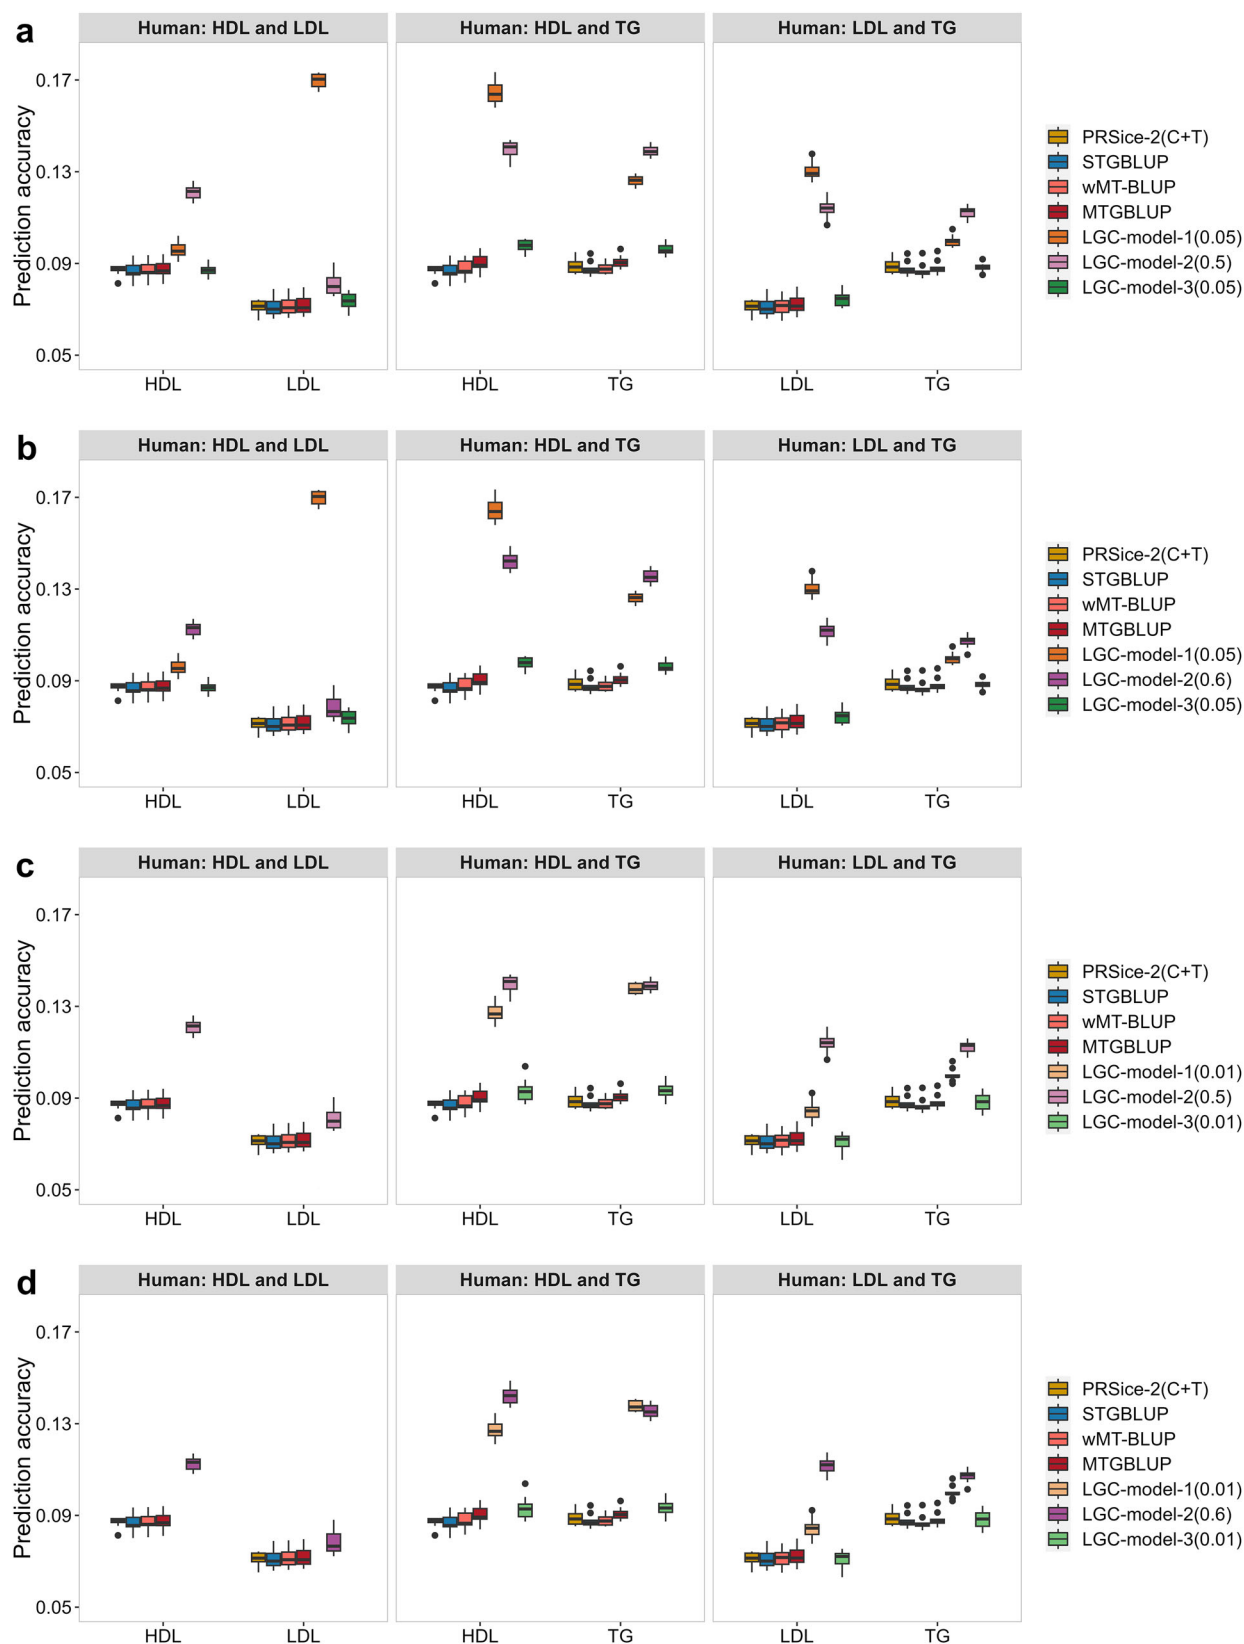 a
Human: HDL and LDL
Human: HDL and TG
Human: LDL and TG
Prediction accuracy
0.17
0.13
0.09
0.05
HDL
LDL
HDL
TG
LDL
TG
PRSice-2(C+T)
STGBLUP
wMT-BLUP
MTGBLUP
LGC-model-1(0.05)
LGC-model-2(0.5)
LGC-model-3(0.05)
b
Human: HDL and LDL
Human: HDL and TG
Human: LDL and TG
Prediction accuracy
0.17
0.13
0.09
0.05
HDL
LDL
HDL
TG
LDL
TG
PRSice-2(C+T)
STGBLUP
wMT-BLUP
MTGBLUP
LGC-model-1(0.05)
LGC-model-2(0.6)
LGC-model-3(0.05)
c
Human: HDL and LDL
Human: HDL and TG
Human: LDL and TG
Prediction accuracy
0.17
0.13
0.09
0.05
HDL
LDL
HDL
TG
LDL
TG
PRSice-2(C+T)
STGBLUP
wMT-BLUP
MTGBLUP
LGC-model-1(0.01)
LGC-model-2(0.5)
LGC-model-3(0.01)
d
Human: HDL and LDL
Human: HDL and TG
Human: LDL and TG
Prediction accuracy
0.17
0.13
0.09
0.05
HDL
LDL
HDL
TG
LDL
TG
PRSice-2(C+T)
STGBLUP
wMT-BLUP
MTGBLUP
LGC-model-1(0.01)
LGC-model-2(0.6)
LGC-model-3(0.01)